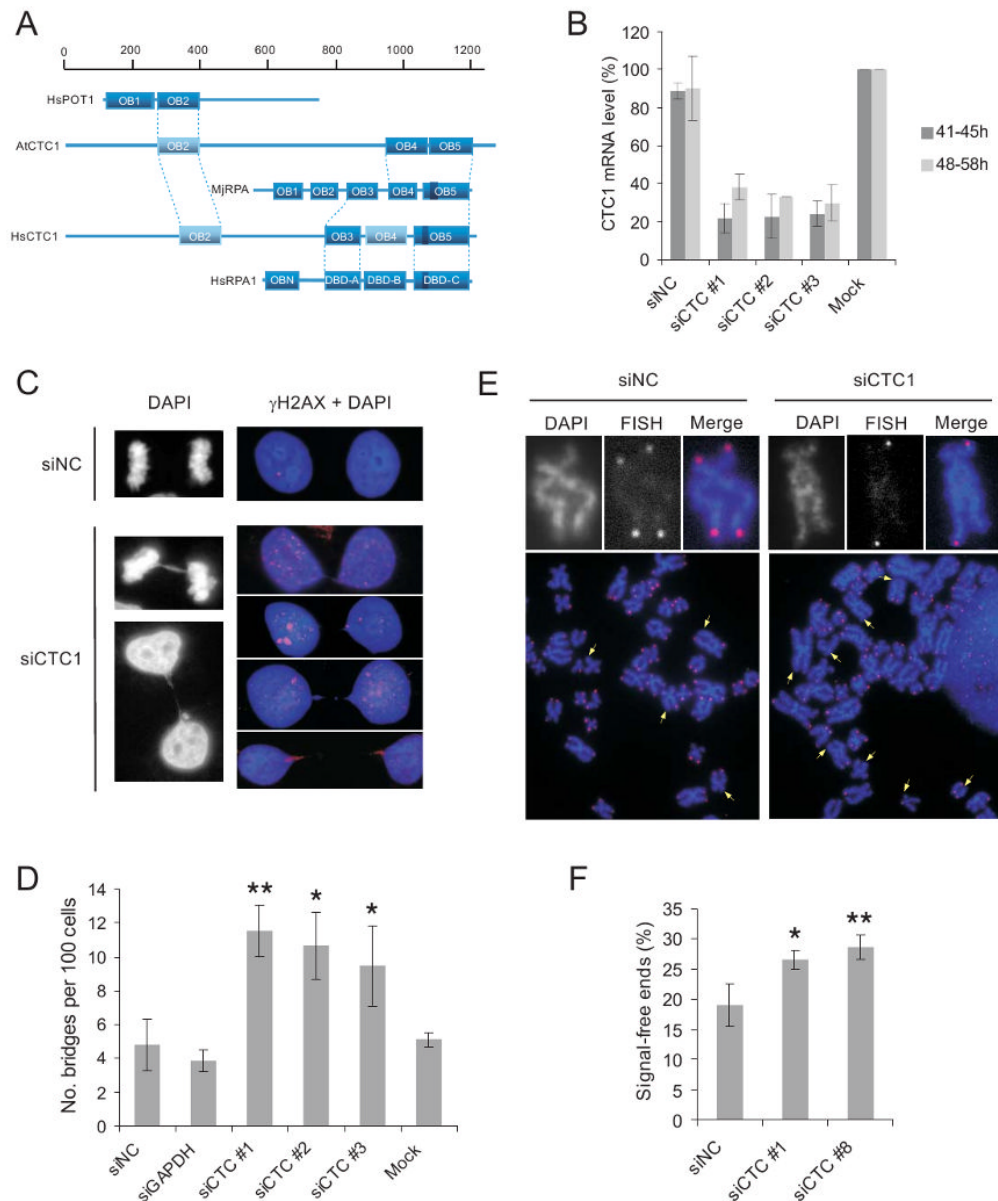 A
0 200 400 600 800 1000 1200
HsPOT1 OB1 OB2
AtCTC1 OB2 OB4 OB5
MjRPA OB1 OB2 OB3 OB4 OB5
HsCTC1 OB2 OB3 OB4 OB5
HsRPA1 OBN DBD-A DBD-B DBD-C
B
CTC1 mRNA level (%)
100
80
60
40
20
0
siNC siCTC #1 siCTC #2 siCTC #3 Mock
41-45h
48-58h
C
DAPI γH2AX + DAPI
siNC
siCTC1
D
No. bridges per 100 cells
14
12
10
8
6
4
2
0
** * *
siNC siGAPDH siCTC #1 siCTC #2 siCTC #3 Mock
E
siNC siCTC1
DAPI FISH Merge DAPI FISH Merge
F
Signal-free ends (%)
35
30
25
20
15
10
5
0
* **
siNC siCTC #1 siCTC #8